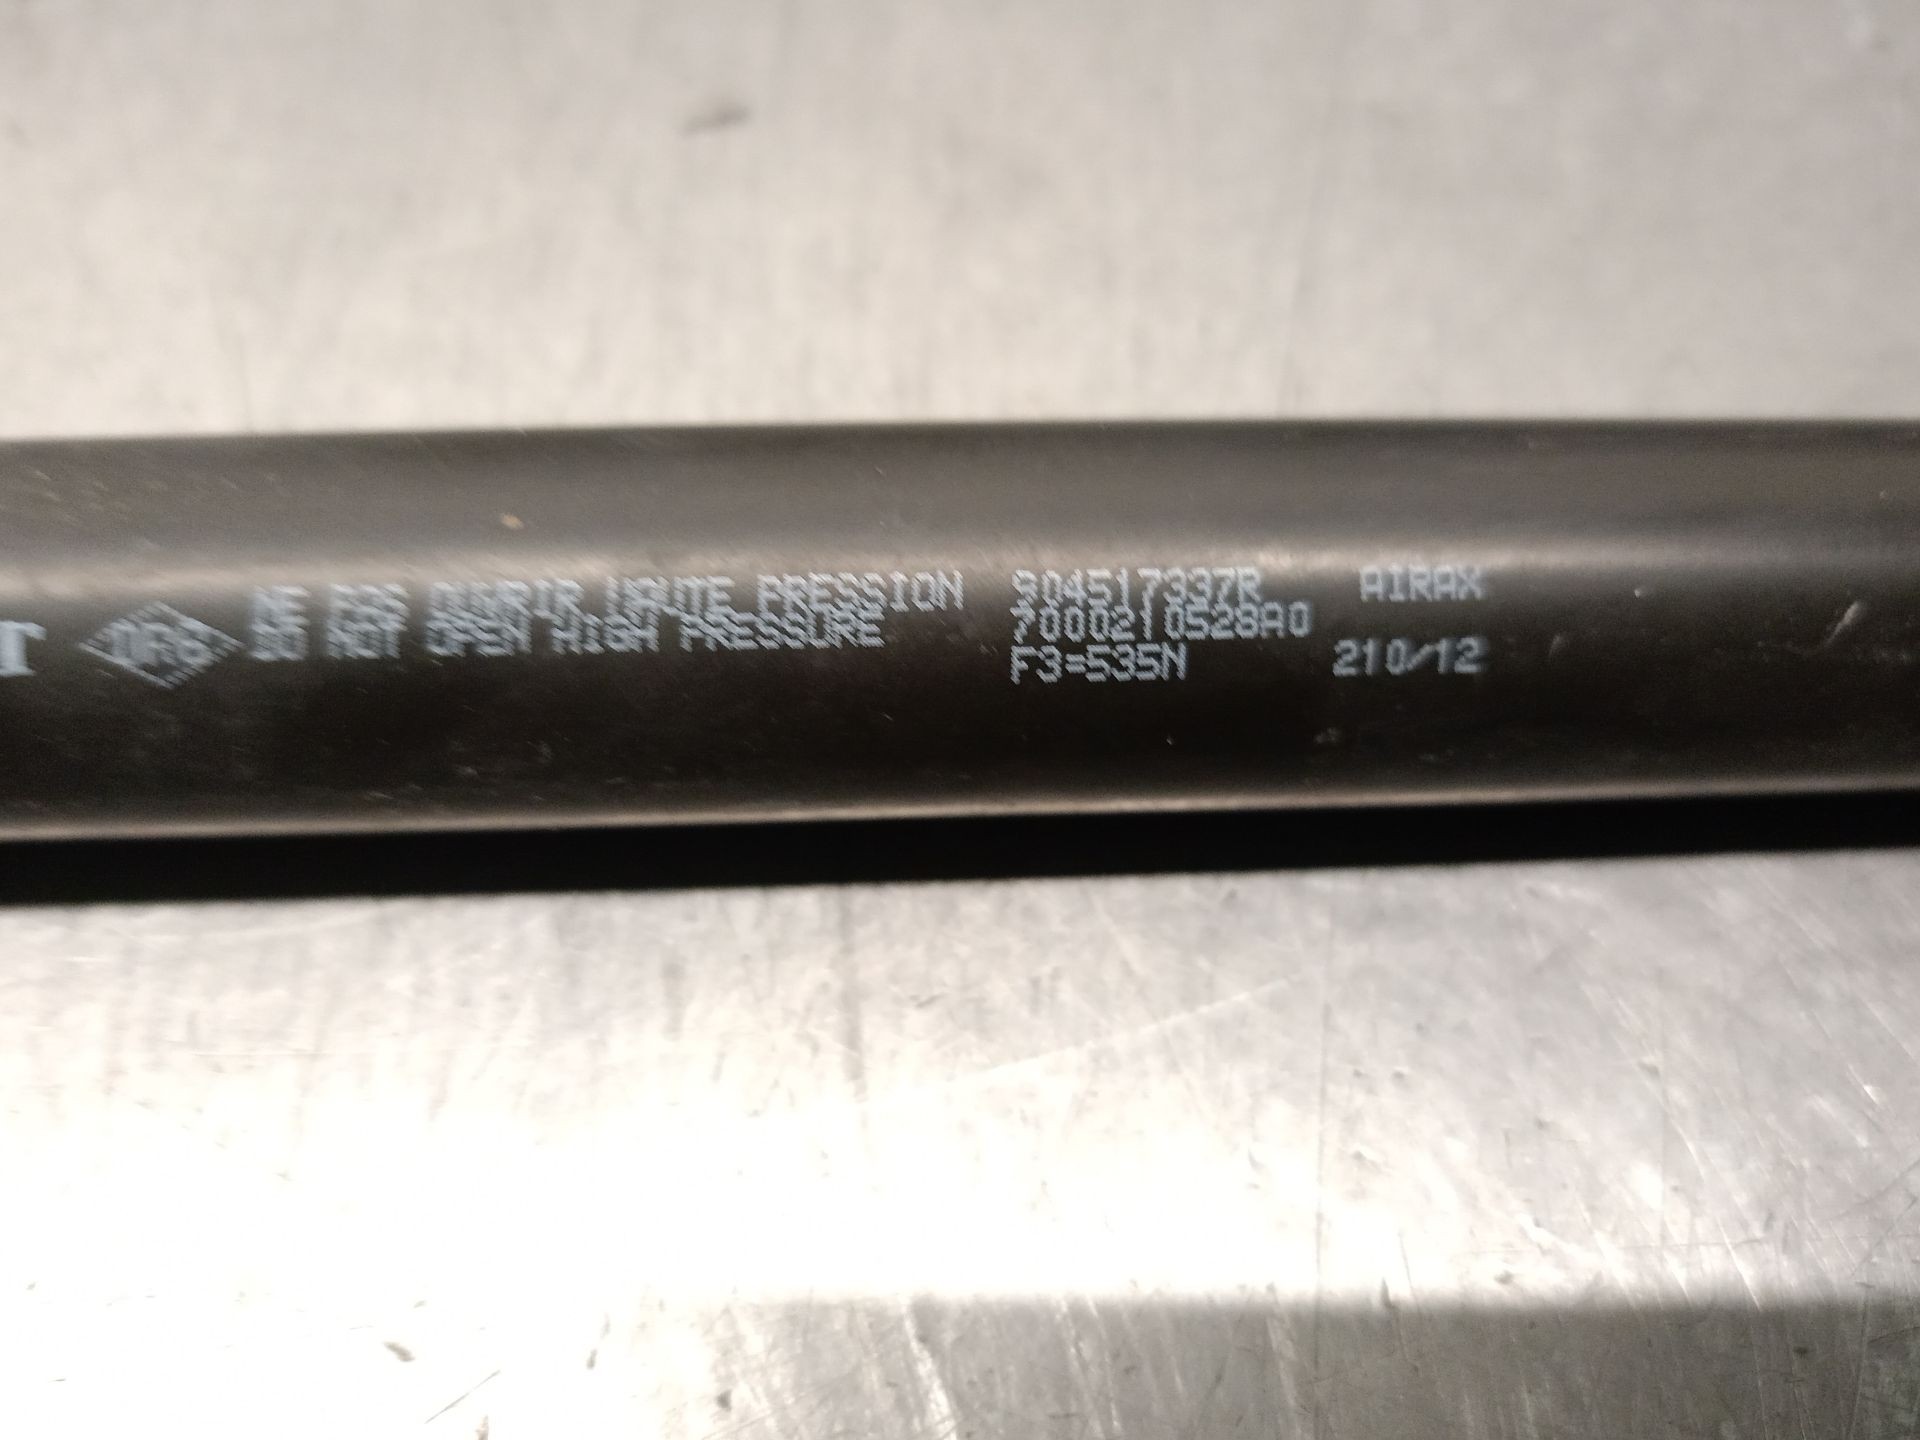 NE PAS OUVRIR HAUTE PRESSION 904517337R AIRAX
DO NOT OPEN HIGH PRESSURE 7000210528A0
F3=535N 210/12